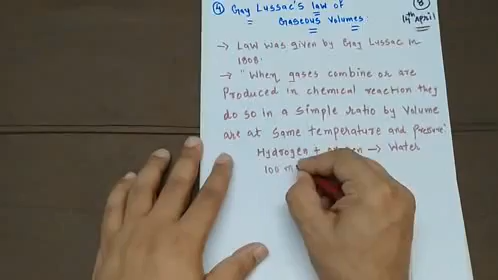 ④ Gay Lussac's law of
Gaseous Volumes.
8
14th April
→ Law was given by Gay Lussac in
1808.
→ "When gases combine or are
Produced in chemical reaction they
do so in a simple ratio by Volume
are at same temperature and pressure
Hydrogen + → Water
100 m